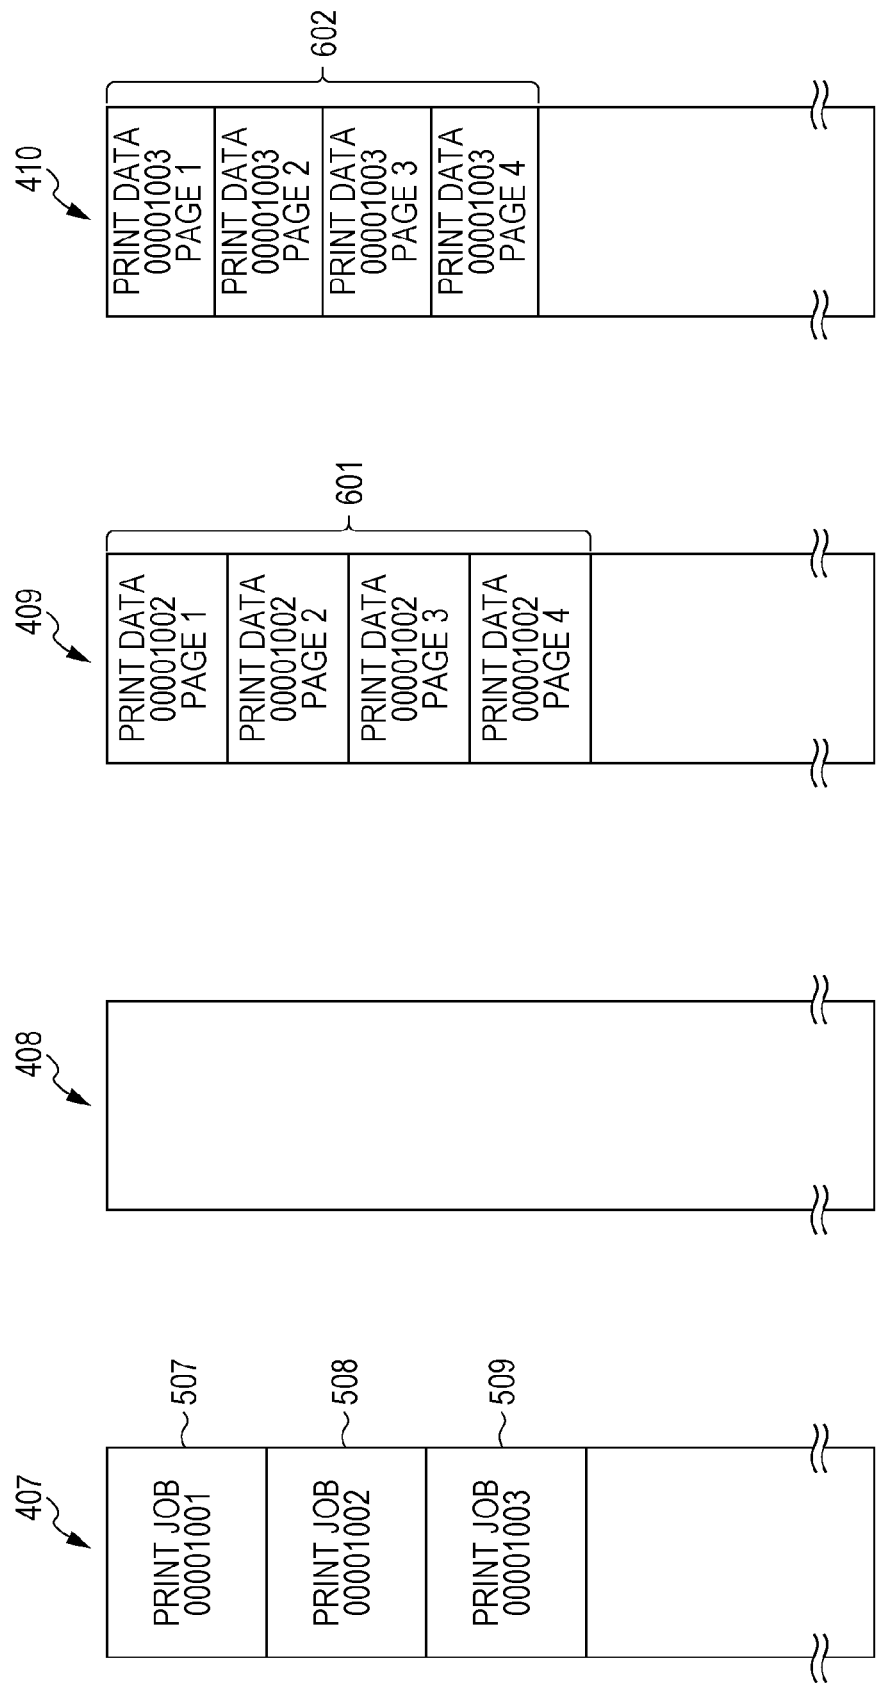 407
PRINT JOB
00001001
507
PRINT JOB
00001002
508
PRINT JOB
00001003
509
408
409
PRINT DATA
00001002
PAGE 1
PRINT DATA
00001002
PAGE 2
PRINT DATA
00001002
PAGE 3
PRINT DATA
00001002
PAGE 4
601
410
PRINT DATA
00001003
PAGE 1
PRINT DATA
00001003
PAGE 2
PRINT DATA
00001003
PAGE 3
PRINT DATA
00001003
PAGE 4
602